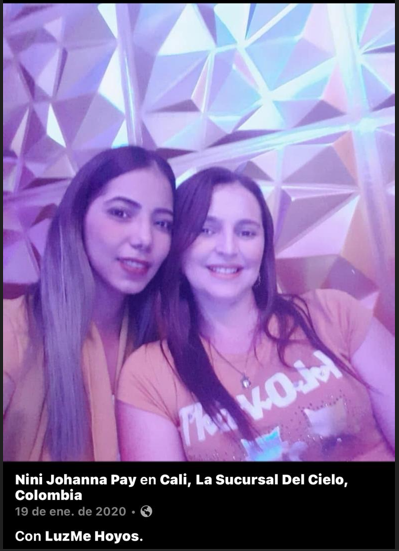 Nini Johanna Pay en Cali, La Sucursal Del Cielo,
Colombia
19 de ene. de 2020 •
Con LuzMe Hoyos.